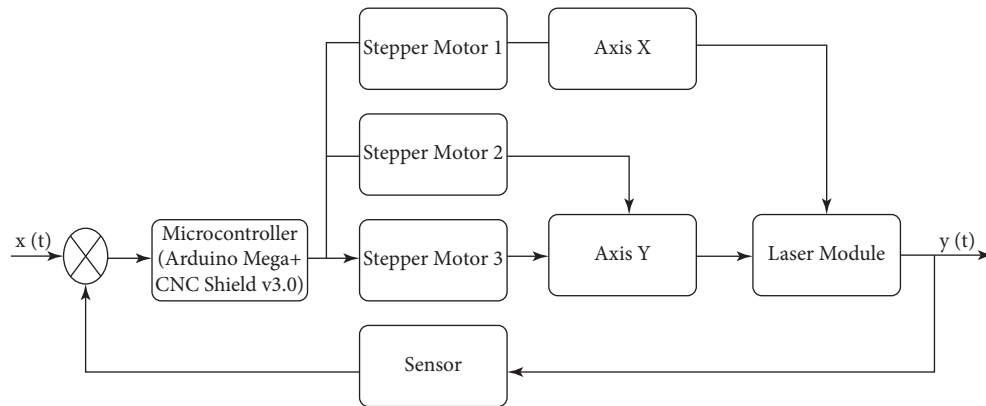 Stepper Motor 1
Axis X
Stepper Motor 2
x (t)
Microcontroller
(Arduino Mega+
CNC Shield v3.0)
Stepper Motor 3
Axis Y
Laser Module
y (t)
Sensor